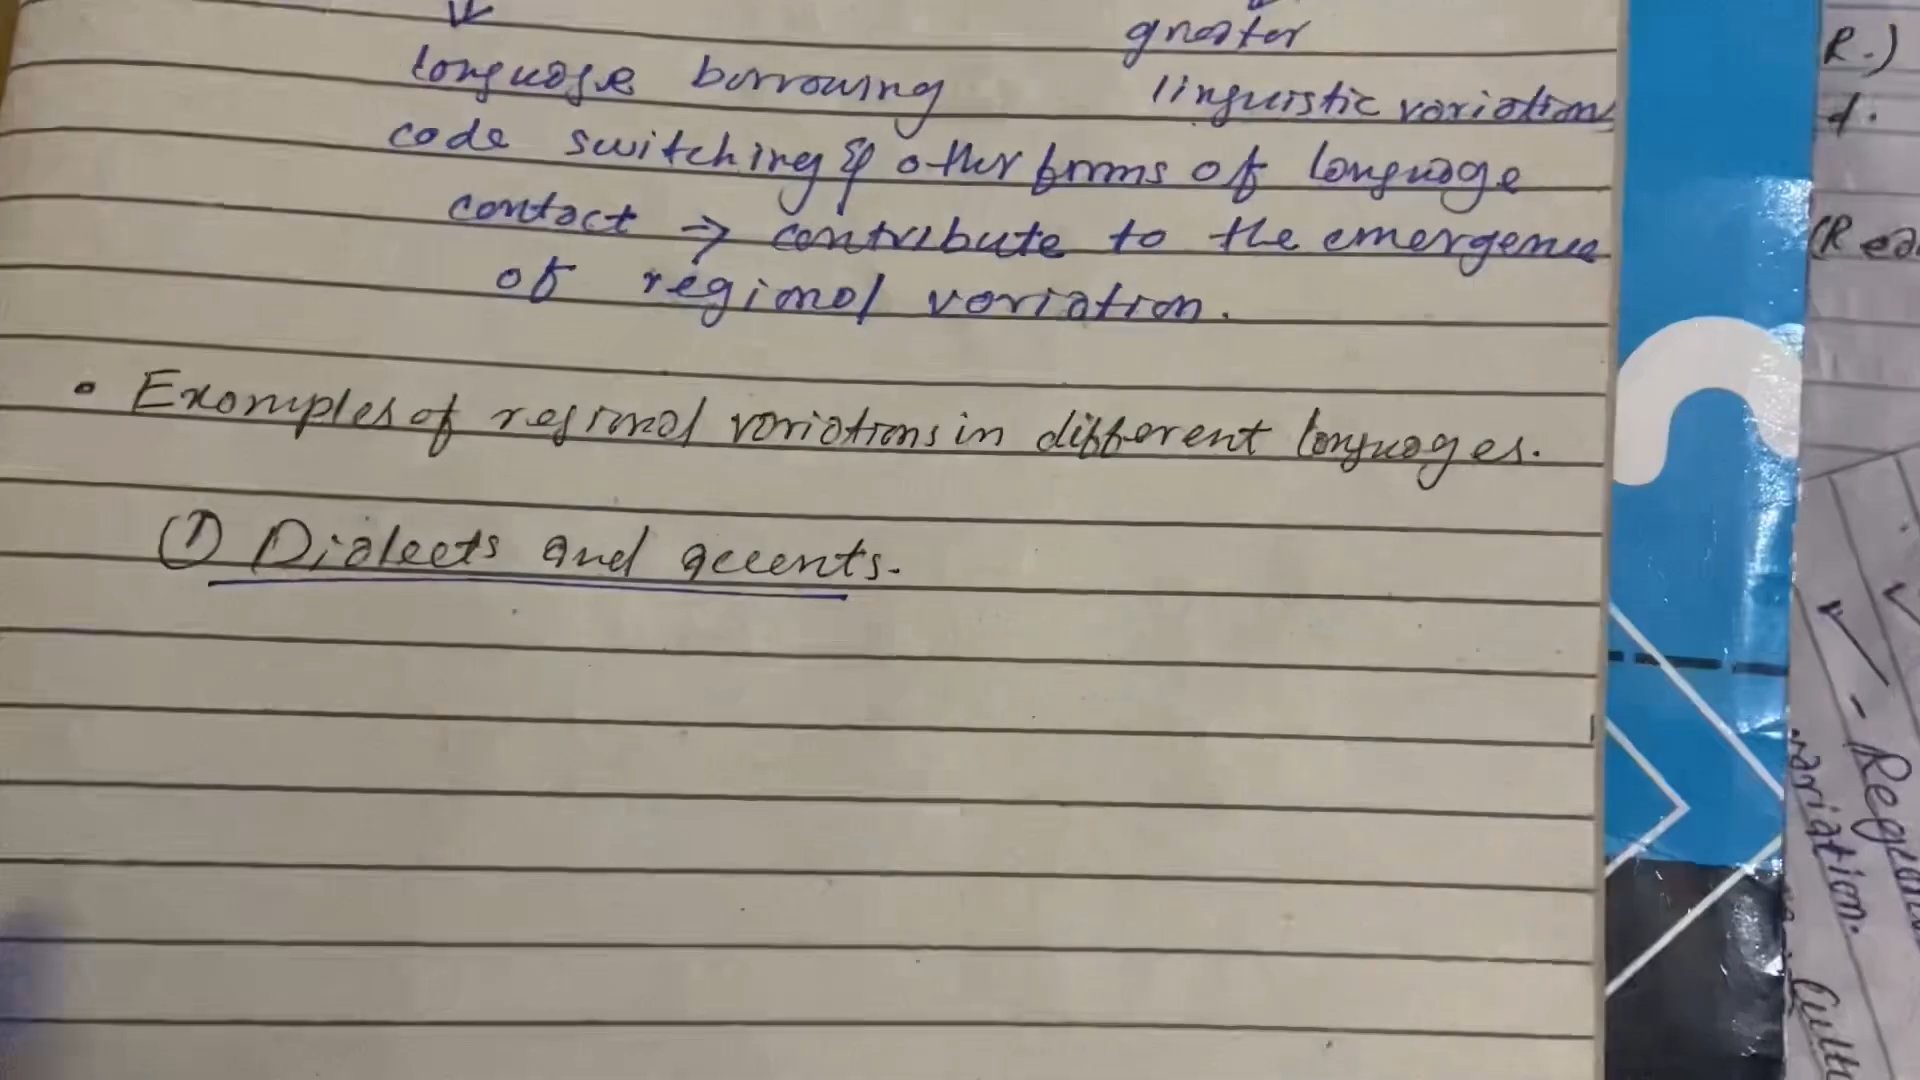 greater
language borrowing
linguistic variation
code switching & other forms of language
contact → contribute to the emergence
of regional variation.
• Examples of regional variations in different languages.
① Dialects and accents.
R.)
d.
✓ - Regional
variation.